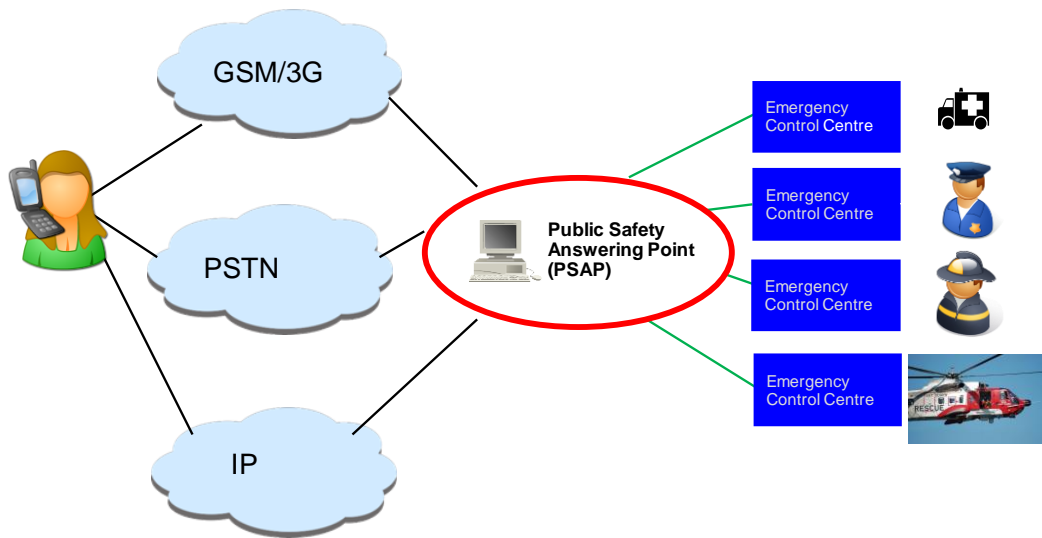 GSM/3G
PSTN
IP
Public Safety
Answering Point
(PSAP)
Emergency
Control Centre
Emergency
Control Centre
Emergency
Control Centre
Emergency
Control Centre
RESCUE